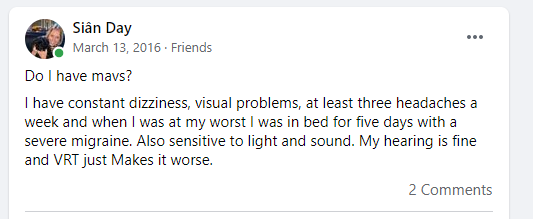 Siân Day
March 13, 2016 · Friends
Do I have mavs?
I have constant dizziness, visual problems, at least three headaches a
week and when I was at my worst I was in bed for five days with a
severe migraine. Also sensitive to light and sound. My hearing is fine
and VRT just Makes it worse.
2 Comments